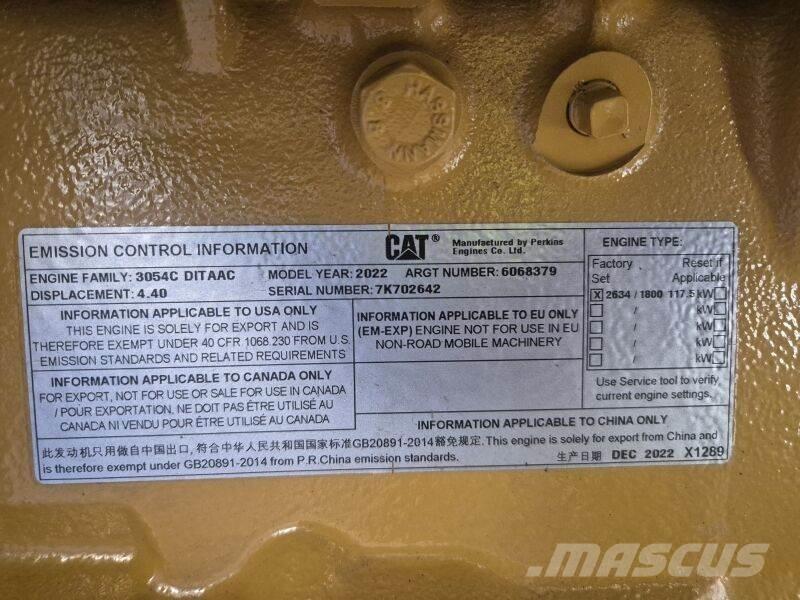 HASSMANN 8.8
EMISSION CONTROL INFORMATION
CAT®
Manufactured by Perkins
Engines Co. Ltd.
ENGINE FAMILY: 3054C DITAAC MODEL YEAR: 2022 ARGT NUMBER: 6068379
DISPLACEMENT: 4.40 SERIAL NUMBER: 7K702642
ENGINE TYPE:
Factory Set Reset if Applicable
X 2634 / 1800 117.5 kW
/ kW
/ kW
/ kW
/ kW
Use Service tool to verify
current engine settings.
INFORMATION APPLICABLE TO USA ONLY
THIS ENGINE IS SOLELY FOR EXPORT AND IS
THEREFORE EXEMPT UNDER 40 CFR 1068.230 FROM U.S.
EMISSION STANDARDS AND RELATED REQUIREMENTS
INFORMATION APPLICABLE TO EU ONLY
(EM-EXP) ENGINE NOT FOR USE IN EU
NON-ROAD MOBILE MACHINERY
INFORMATION APPLICABLE TO CANADA ONLY
FOR EXPORT, NOT FOR USE OR SALE FOR USE IN CANADA
/ POUR EXPORTATION, NE DOIT PAS ÊTRE UTILISÉ AU
CANADA NI VENDU POUR ÊTRE UTILISÉ AU CANADA
INFORMATION APPLICABLE TO CHINA ONLY
此发动机只用做自中国出口, 符合中华人民共和国国家标准GB20891-2014豁免规定. This engine is solely for export from China and
is therefore exempt under GB20891-2014 from P.R.China emission standards.
生产日期 DEC 2022 X1289
MASCUS